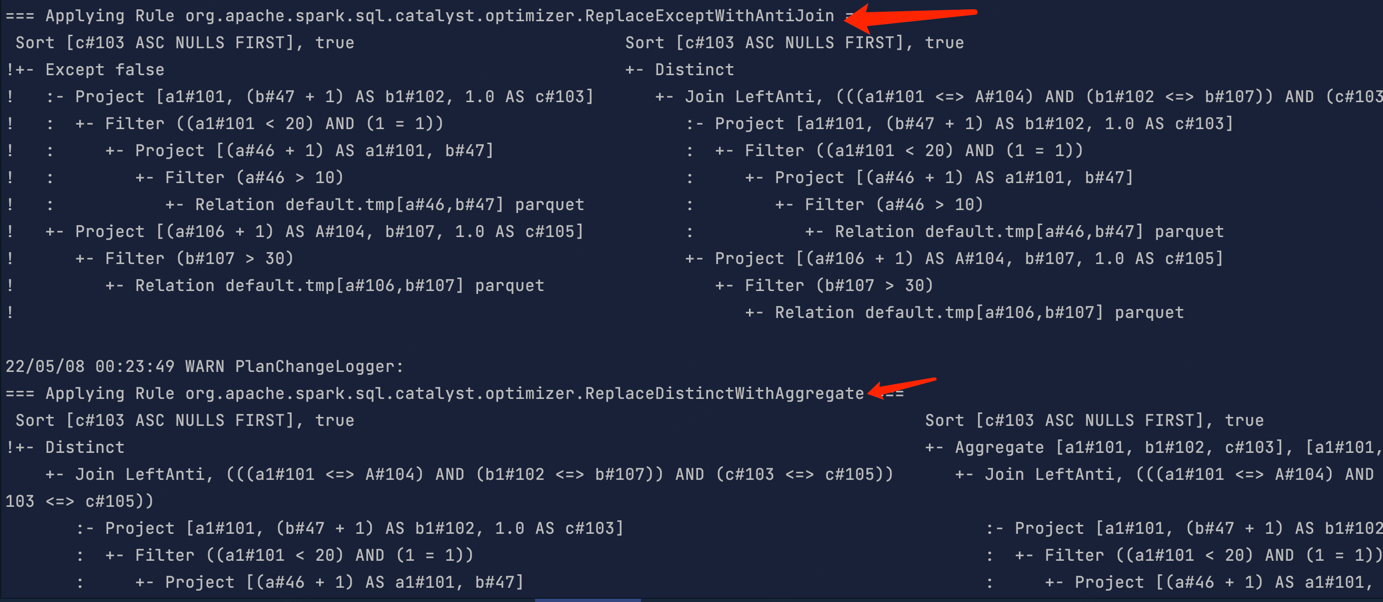 === Applying Rule org.apache.spark.sql.catalyst.optimizer.ReplaceExceptWithAntiJoin =
 Sort [c#103 ASC NULLS FIRST], true                           Sort [c#103 ASC NULLS FIRST], true
!+- Except false                                              +- Distinct
!   :- Project [a1#101, (b#47 + 1) AS b1#102, 1.0 AS c#103]      +- Join LeftAnti, (((a1#101 <=> A#104) AND (b1#102 <=> b#107)) AND (c#103
!   :  +- Filter ((a1#101 < 20) AND (1 = 1))                        :- Project [a1#101, (b#47 + 1) AS b1#102, 1.0 AS c#103]
!   :     +- Project [(a#46 + 1) AS a1#101, b#47]                   :  +- Filter ((a1#101 < 20) AND (1 = 1))
!   :        +- Filter (a#46 > 10)                                  :     +- Project [(a#46 + 1) AS a1#101, b#47]
!   :           +- Relation default.tmp[a#46,b#47] parquet          :        +- Filter (a#46 > 10)
!   +- Project [(a#106 + 1) AS A#104, b#107, 1.0 AS c#105]          :           +- Relation default.tmp[a#46,b#47] parquet
!      +- Filter (b#107 > 30)                                       +- Project [(a#106 + 1) AS A#104, b#107, 1.0 AS c#105]
!         +- Relation default.tmp[a#106,b#107] parquet                 +- Filter (b#107 > 30)
!                                                                         +- Relation default.tmp[a#106,b#107] parquet
22/05/08 00:23:49 WARN PlanChangeLogger:
=== Applying Rule org.apache.spark.sql.catalyst.optimizer.ReplaceDistinctWithAggregate ===
 Sort [c#103 ASC NULLS FIRST], true                                                         Sort [c#103 ASC NULLS FIRST], true
!+- Distinct                                                                                +- Aggregate [a1#101, b1#102, c#103], [a1#101,
    +- Join LeftAnti, (((a1#101 <=> A#104) AND (b1#102 <=> b#107)) AND (c#103 <=> c#105))      +- Join LeftAnti, (((a1#101 <=> A#104) AND
103 <=> c#105))
       :- Project [a1#101, (b#47 + 1) AS b1#102, 1.0 AS c#103]                                    :- Project [a1#101, (b#47 + 1) AS b1#102
       :  +- Filter ((a1#101 < 20) AND (1 = 1))                                                   :  +- Filter ((a1#101 < 20) AND (1 = 1))
       :     +- Project [(a#46 + 1) AS a1#101, b#47]                                              :     +- Project [(a#46 + 1) AS a1#101,